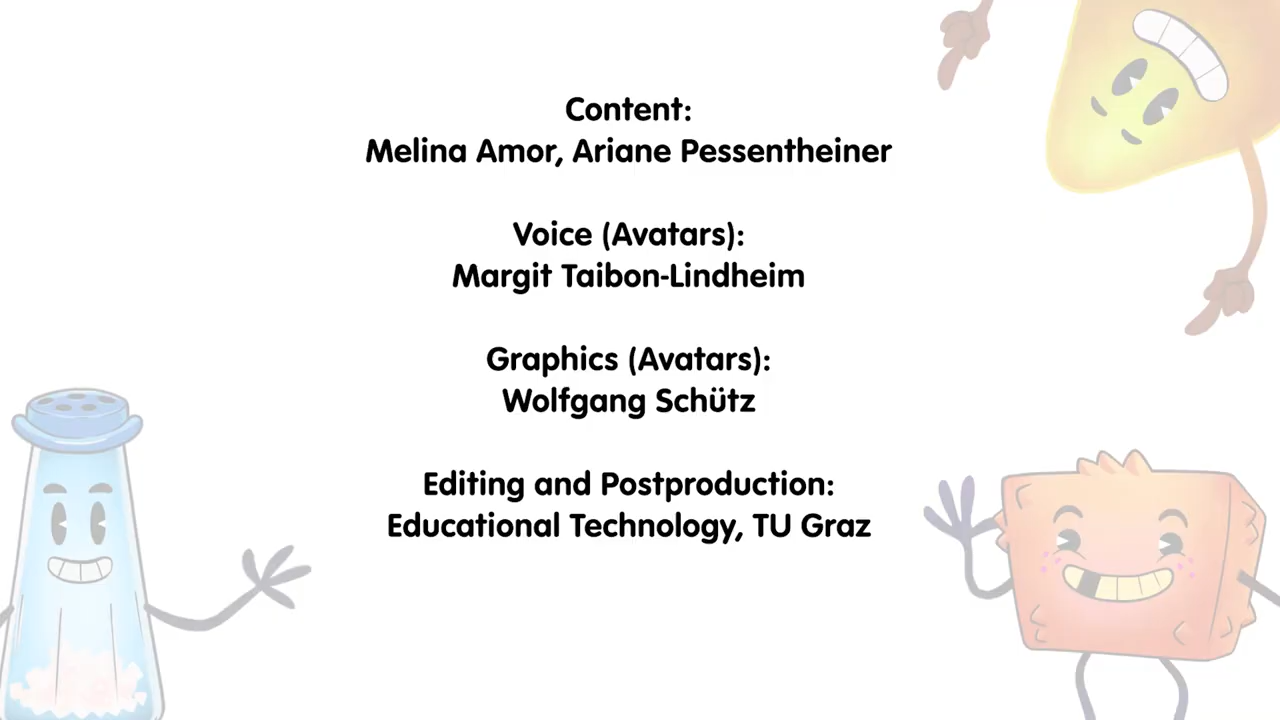 Content:
Melina Amor, Ariane Pessentheiner
Voice (Avatars):
Margit Taibon-Lindheim
Graphics (Avatars):
Wolfgang Schütz
Editing and Postproduction:
Educational Technology, TU Graz